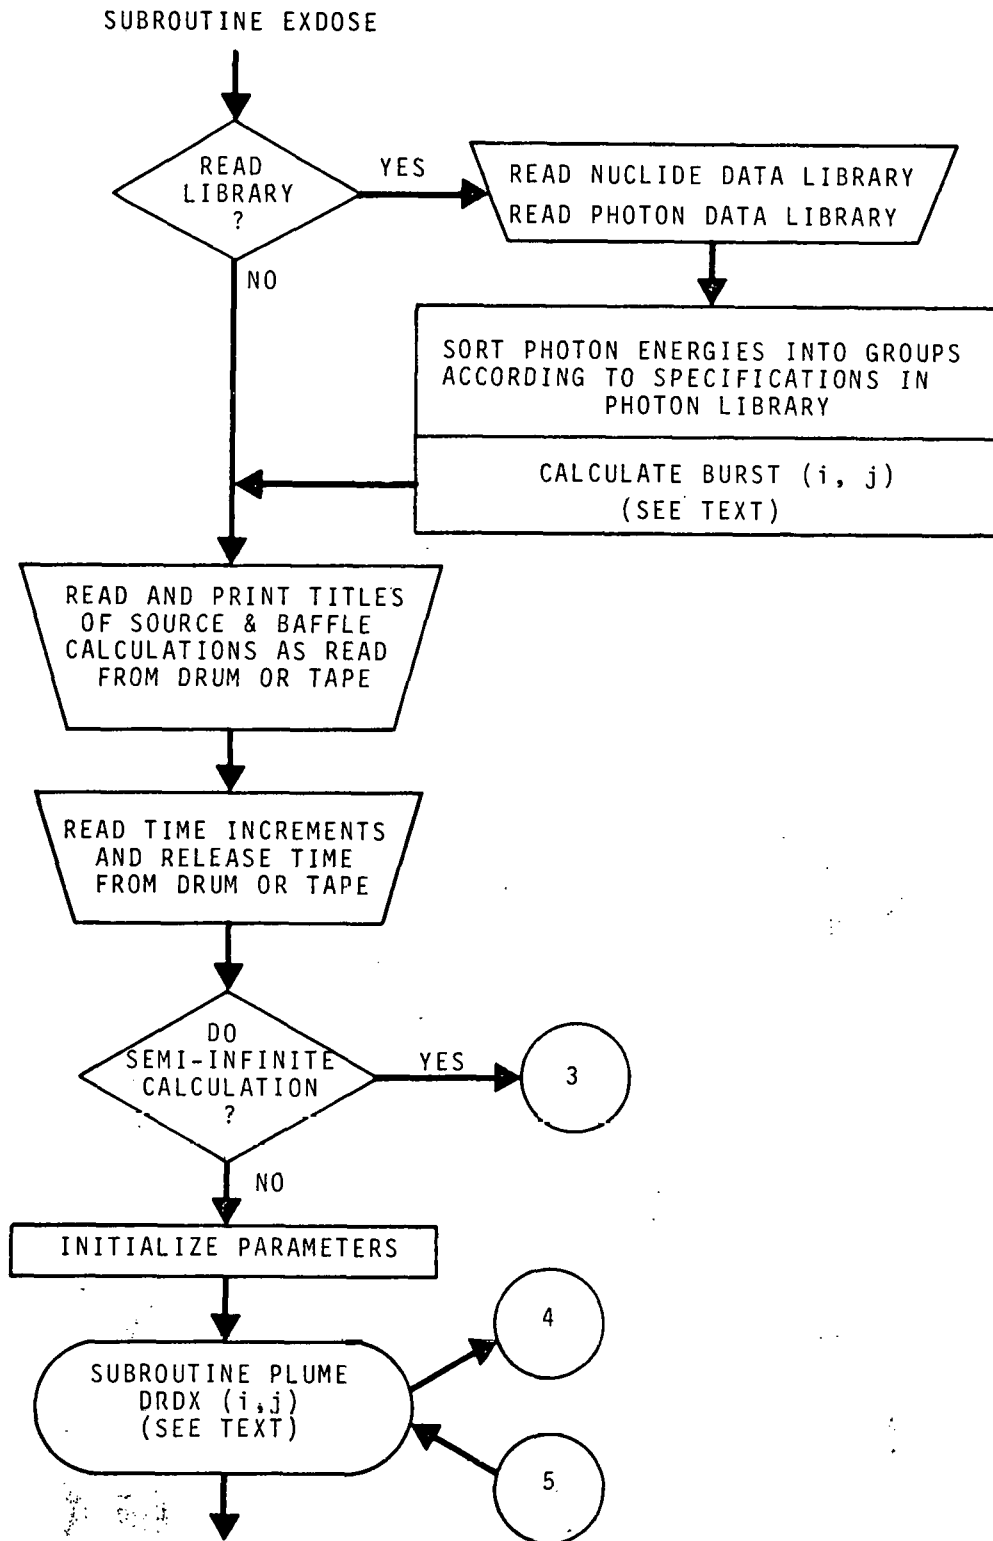 SUBROUTINE EXDOSE
READ
LIBRARY
?
YES
READ NUCLIDE DATA LIBRARY
READ PHOTON DATA LIBRARY
NO
SORT PHOTON ENERGIES INTO GROUPS
ACCORDING TO SPECIFICATIONS IN
PHOTON LIBRARY
CALCULATE BURST (i, j)
(SEE TEXT)
READ AND PRINT TITLES
OF SOURCE & BAFFLE
CALCULATIONS AS READ
FROM DRUM OR TAPE
READ TIME INCREMENTS
AND RELEASE TIME
FROM DRUM OR TAPE
DO
SEMI-INFINITE
CALCULATION
?
YES
3
NO
INITIALIZE PARAMETERS
4
SUBROUTINE PLUME
DRDX (i,j)
(SEE TEXT)
5